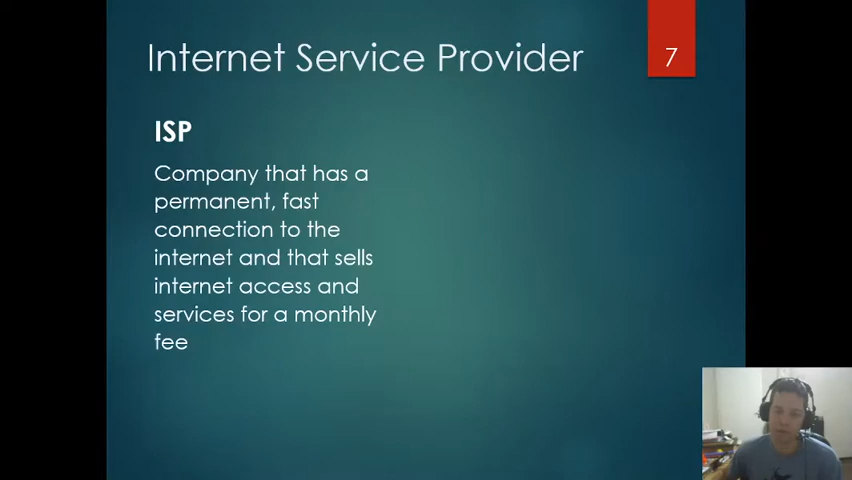 Internet Service Provider
7
ISP
Company that has a
permanent, fast
connection to the
internet and that sells
internet access and
services for a monthly
fee